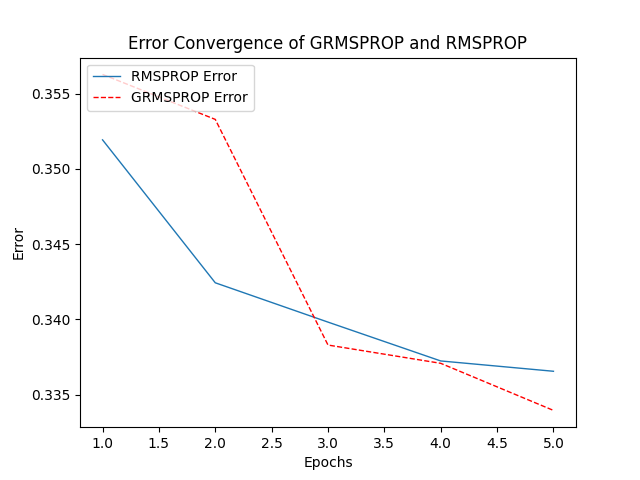 Error Convergence of GRMSPROP and RMSPROP
RMSPROP Error
GRMSPROP Error
0.355
0.350
0.345
0.340
0.335
Error
1.0 1.5 2.0 2.5 3.0 3.5 4.0 4.5 5.0
Epochs